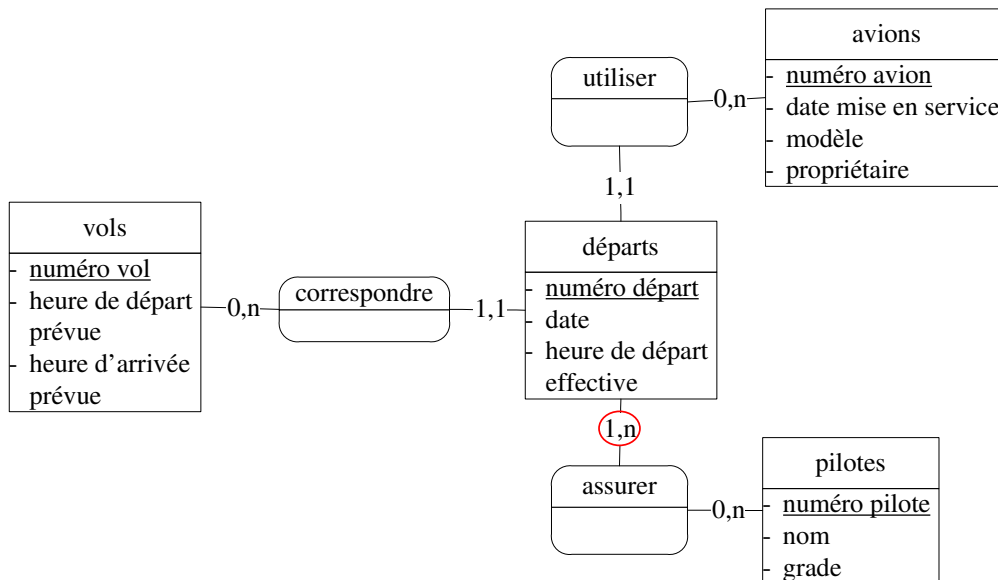 avions
- numéro avion
- date mise en service
- modèle
- propriétaire
utiliser
0,n
1,1
vols
- numéro vol
- heure de départ
prévue
- heure d'arrivée
prévue
0,n
correspondre
1,1
départs
- numéro départ
- date
- heure de départ
effective
1,n
assurer
0,n
pilotes
- numéro pilote
- nom
- grade